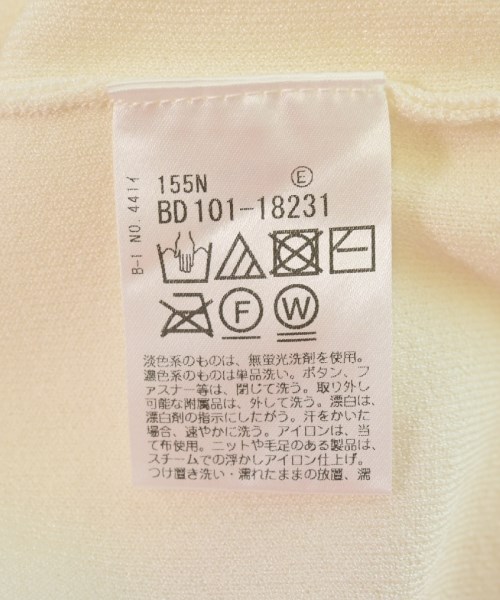 155N Ⓔ
BD101-18231
B-1 NO.4414
F W
淡色系のものは、無蛍光洗剤を使用。
濃色系のものは単品洗い。ボタン、フ
ァスナー等は、閉じて洗う。取り外し
可能な附属品は、外して洗う。漂白は、
漂白剤の指示にしたがう。汗をかいた
場合、速やかに洗う。アイロンは、当
て布使用。ニットや毛足のある製品は、
スチームでの浮かしアイロン仕上げ。
つけ置き洗い・濡れたままの放置、濡